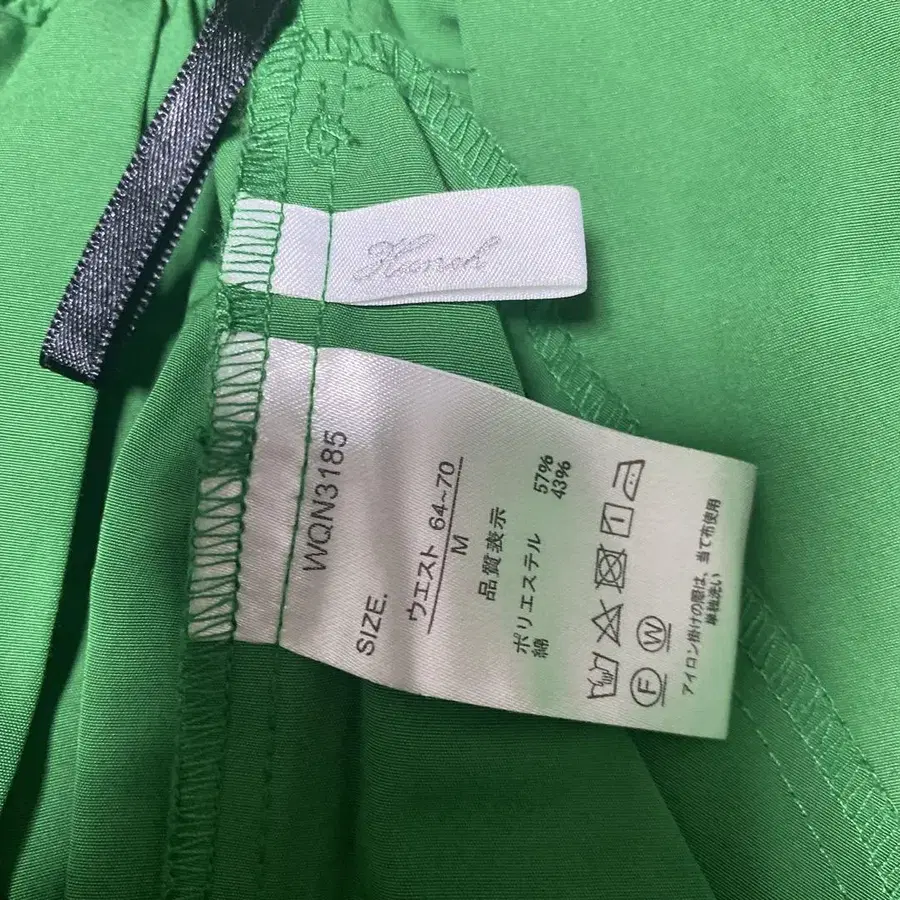 Hanoh
WQN3185
SIZE.
ウエスト 64~70
M
品質表示
ポリエステル 57%
綿 43%
1
F W
アイロン掛けの際は、当て布使用
単独洗い